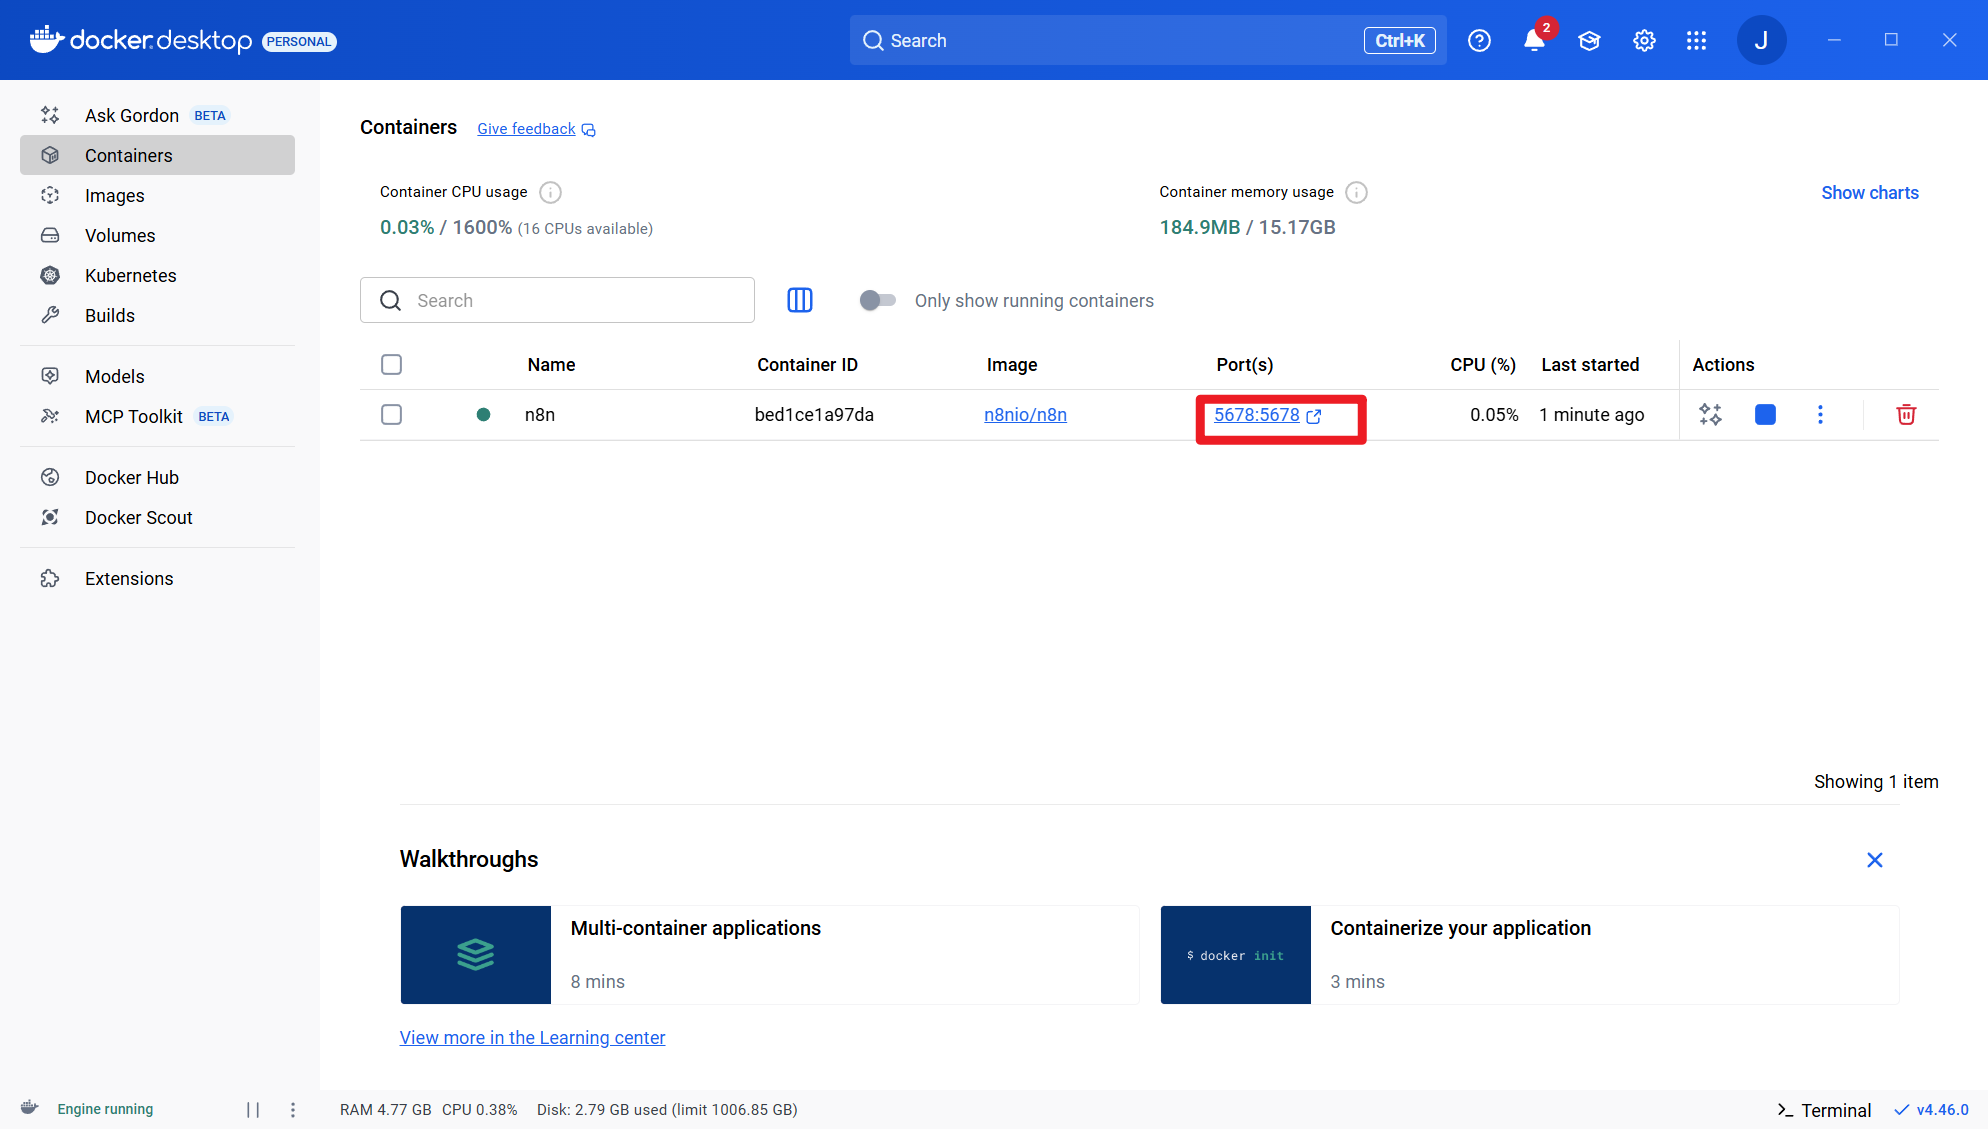 docker.desktop PERSONAL
Search
Ctrl+K
2
J
Ask Gordon BETA
Containers
Images
Volumes
Kubernetes
Builds
Models
MCP Toolkit BETA
Docker Hub
Docker Scout
Extensions
Containers Give feedback
Container CPU usage
0.03% / 1600% (16 CPUs available)
Container memory usage
184.9MB / 15.17GB
Show charts
Search
Only show running containers
Name Container ID Image Port(s) CPU (%) Last started Actions
n8n bed1ce1a97da n8nio/n8n 5678:5678 0.05% 1 minute ago
Showing 1 item
Walkthroughs
Multi-container applications
8 mins
$ docker init
Containerize your application
3 mins
View more in the Learning center
Engine running
RAM 4.77 GB CPU 0.38% Disk: 2.79 GB used (limit 1006.85 GB)
Terminal
v4.46.0